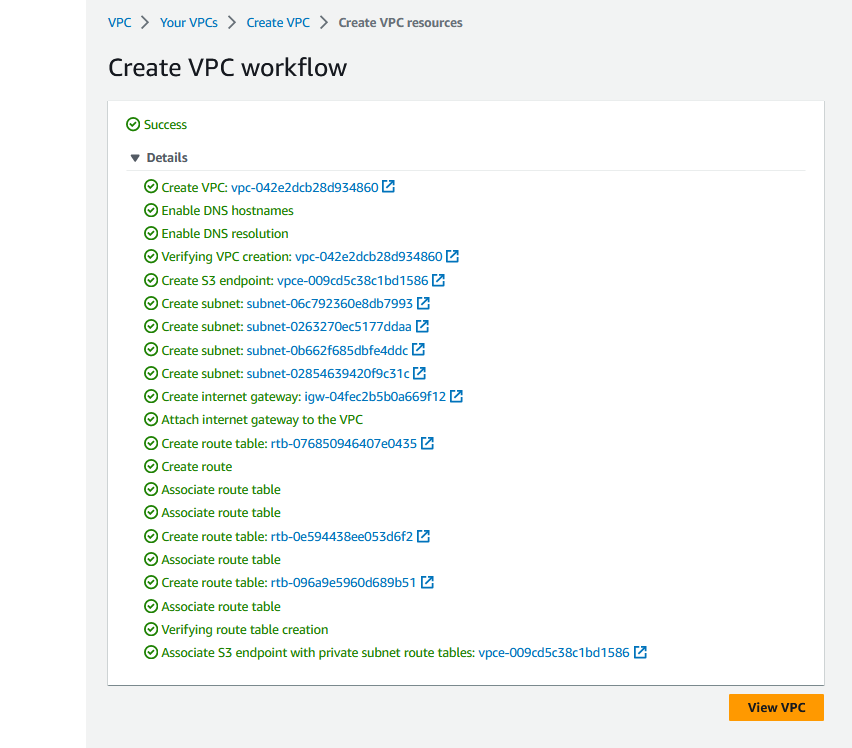 VPC > Your VPCs > Create VPC > Create VPC resources
Create VPC workflow
Success
Details
Create VPC: vpc-042e2dcb28d934860
Enable DNS hostnames
Enable DNS resolution
Verifying VPC creation: vpc-042e2dcb28d934860
Create S3 endpoint: vpce-009cd5c38c1bd1586
Create subnet: subnet-06c792360e8db7993
Create subnet: subnet-0263270ec5177ddaa
Create subnet: subnet-0b662f685dbfe4ddc
Create subnet: subnet-02854639420f9c31c
Create internet gateway: igw-04fec2b5b0a669f12
Attach internet gateway to the VPC
Create route table: rtb-076850946407e0435
Create route
Associate route table
Associate route table
Create route table: rtb-0e594438ee053d6f2
Associate route table
Create route table: rtb-096a9e5960d689b51
Associate route table
Verifying route table creation
Associate S3 endpoint with private subnet route tables: vpce-009cd5c38c1bd1586
View VPC